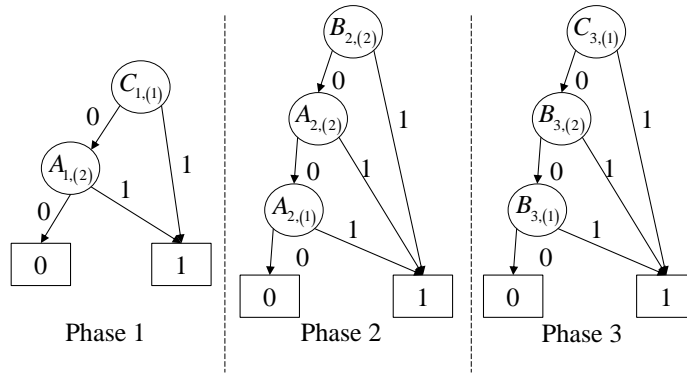 C1,(1)
0
A1,(2)
1
0
1
0
1
Phase 1
B2,(2)
0
A2,(2)
1
0
1
A2,(1)
1
0
0
1
Phase 2
C3,(1)
0
B3,(2)
1
0
1
B3,(1)
1
0
0
1
Phase 3